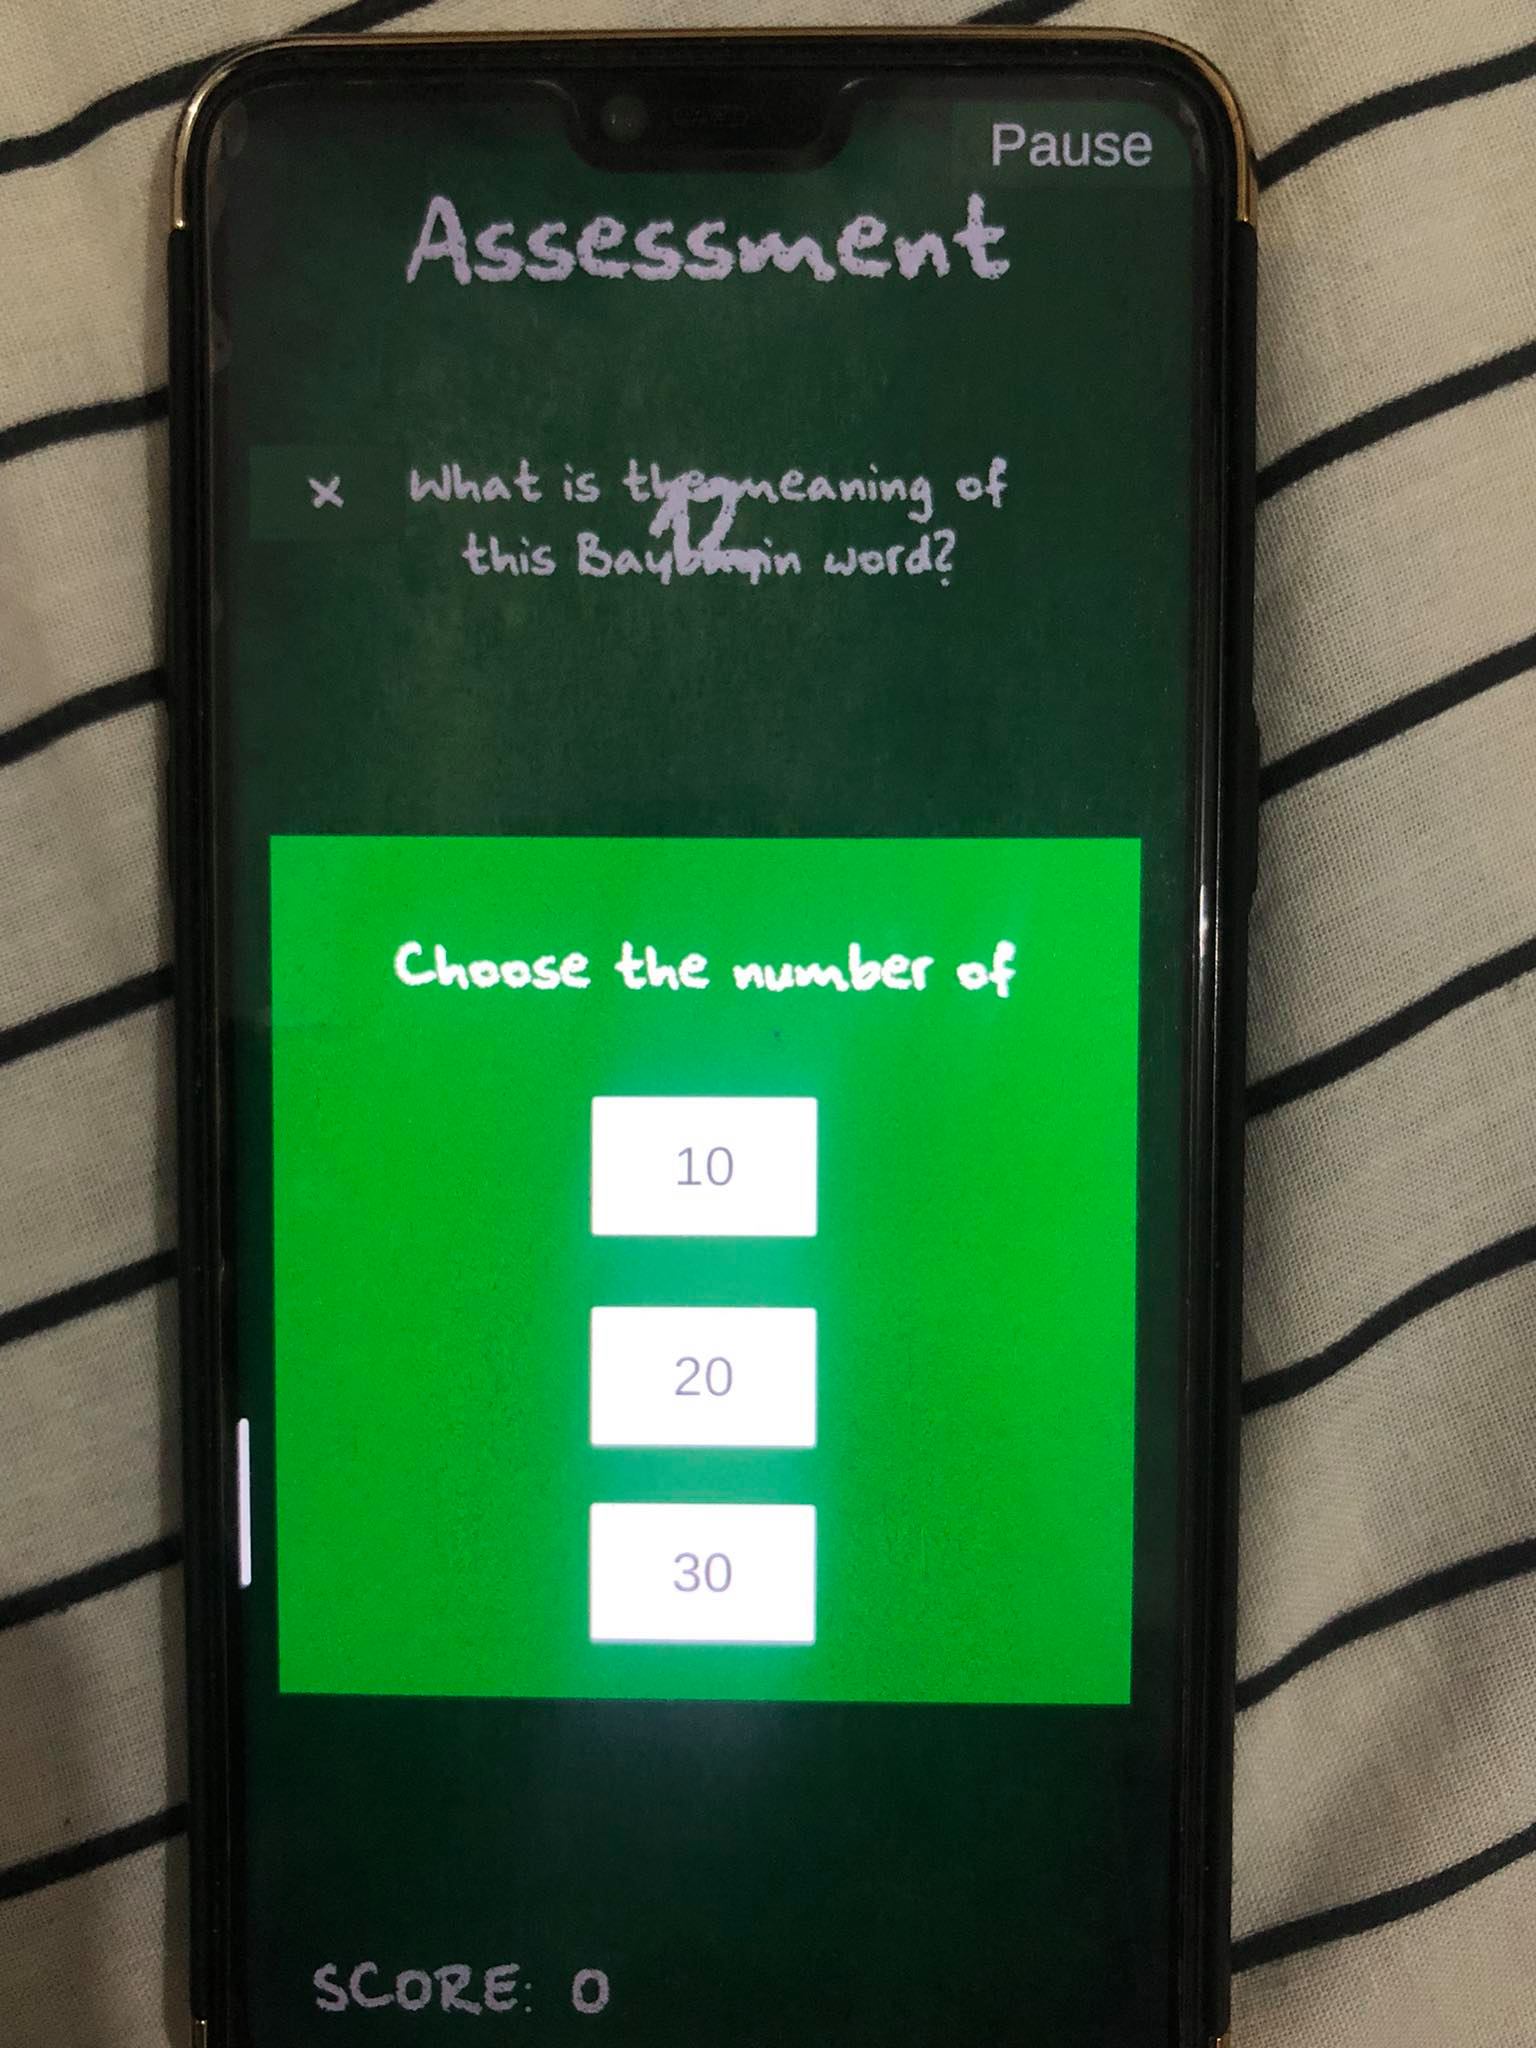 Pause
Assessment
x
What is the meaning of
this Baybayin word?
Choose the number of
10
20
30
SCORE: 0